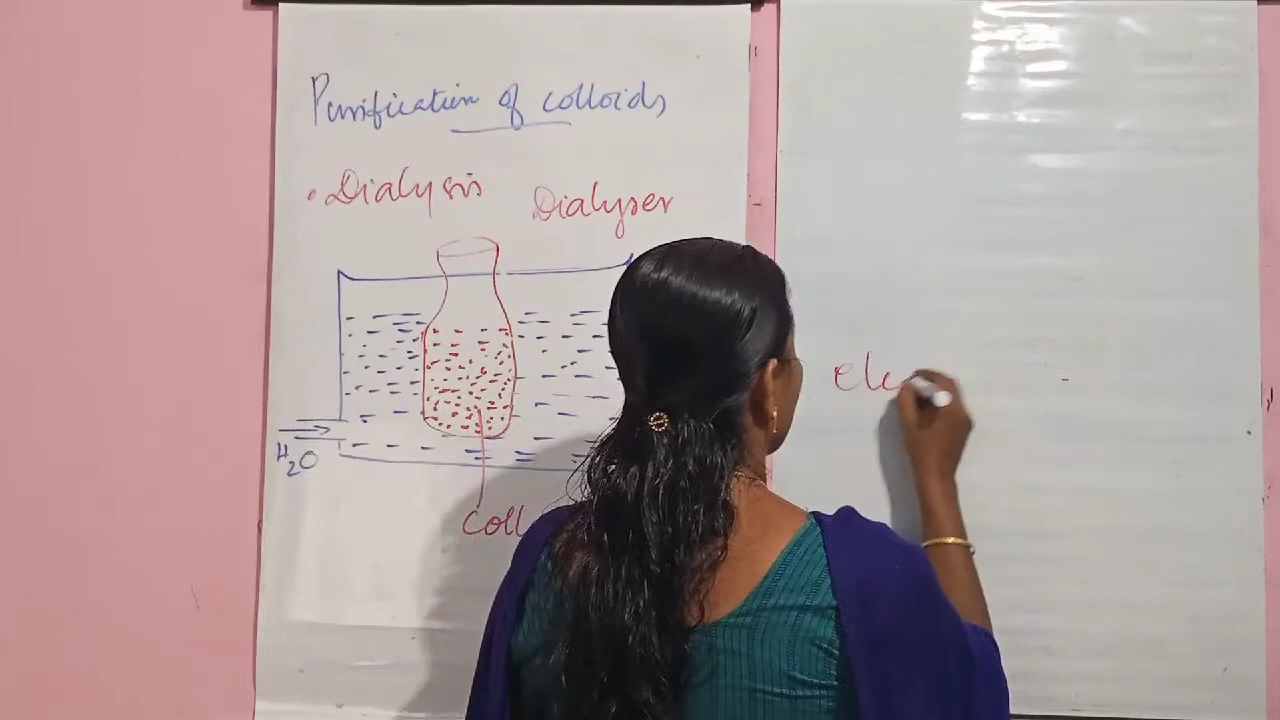 Purification of colloids
• Dialysis
Dialyser
H₂O
Coll
ele